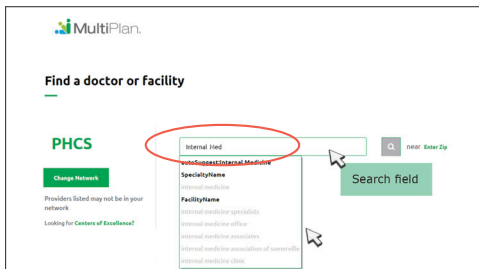 MultiPlan.
Find a doctor or facility
PHCS
Internal Med
near Enter Zip
autoSuggest:Internal Medicine
SpecialtyName
internal medicine
FacilityName
internal medicine specialists
internal medicine office
internal medicine associates
internal medicine association of somerville
internal medicine clinic
Search field
Change Network
Providers listed may not be in your
network
Looking for Centers of Excellence?